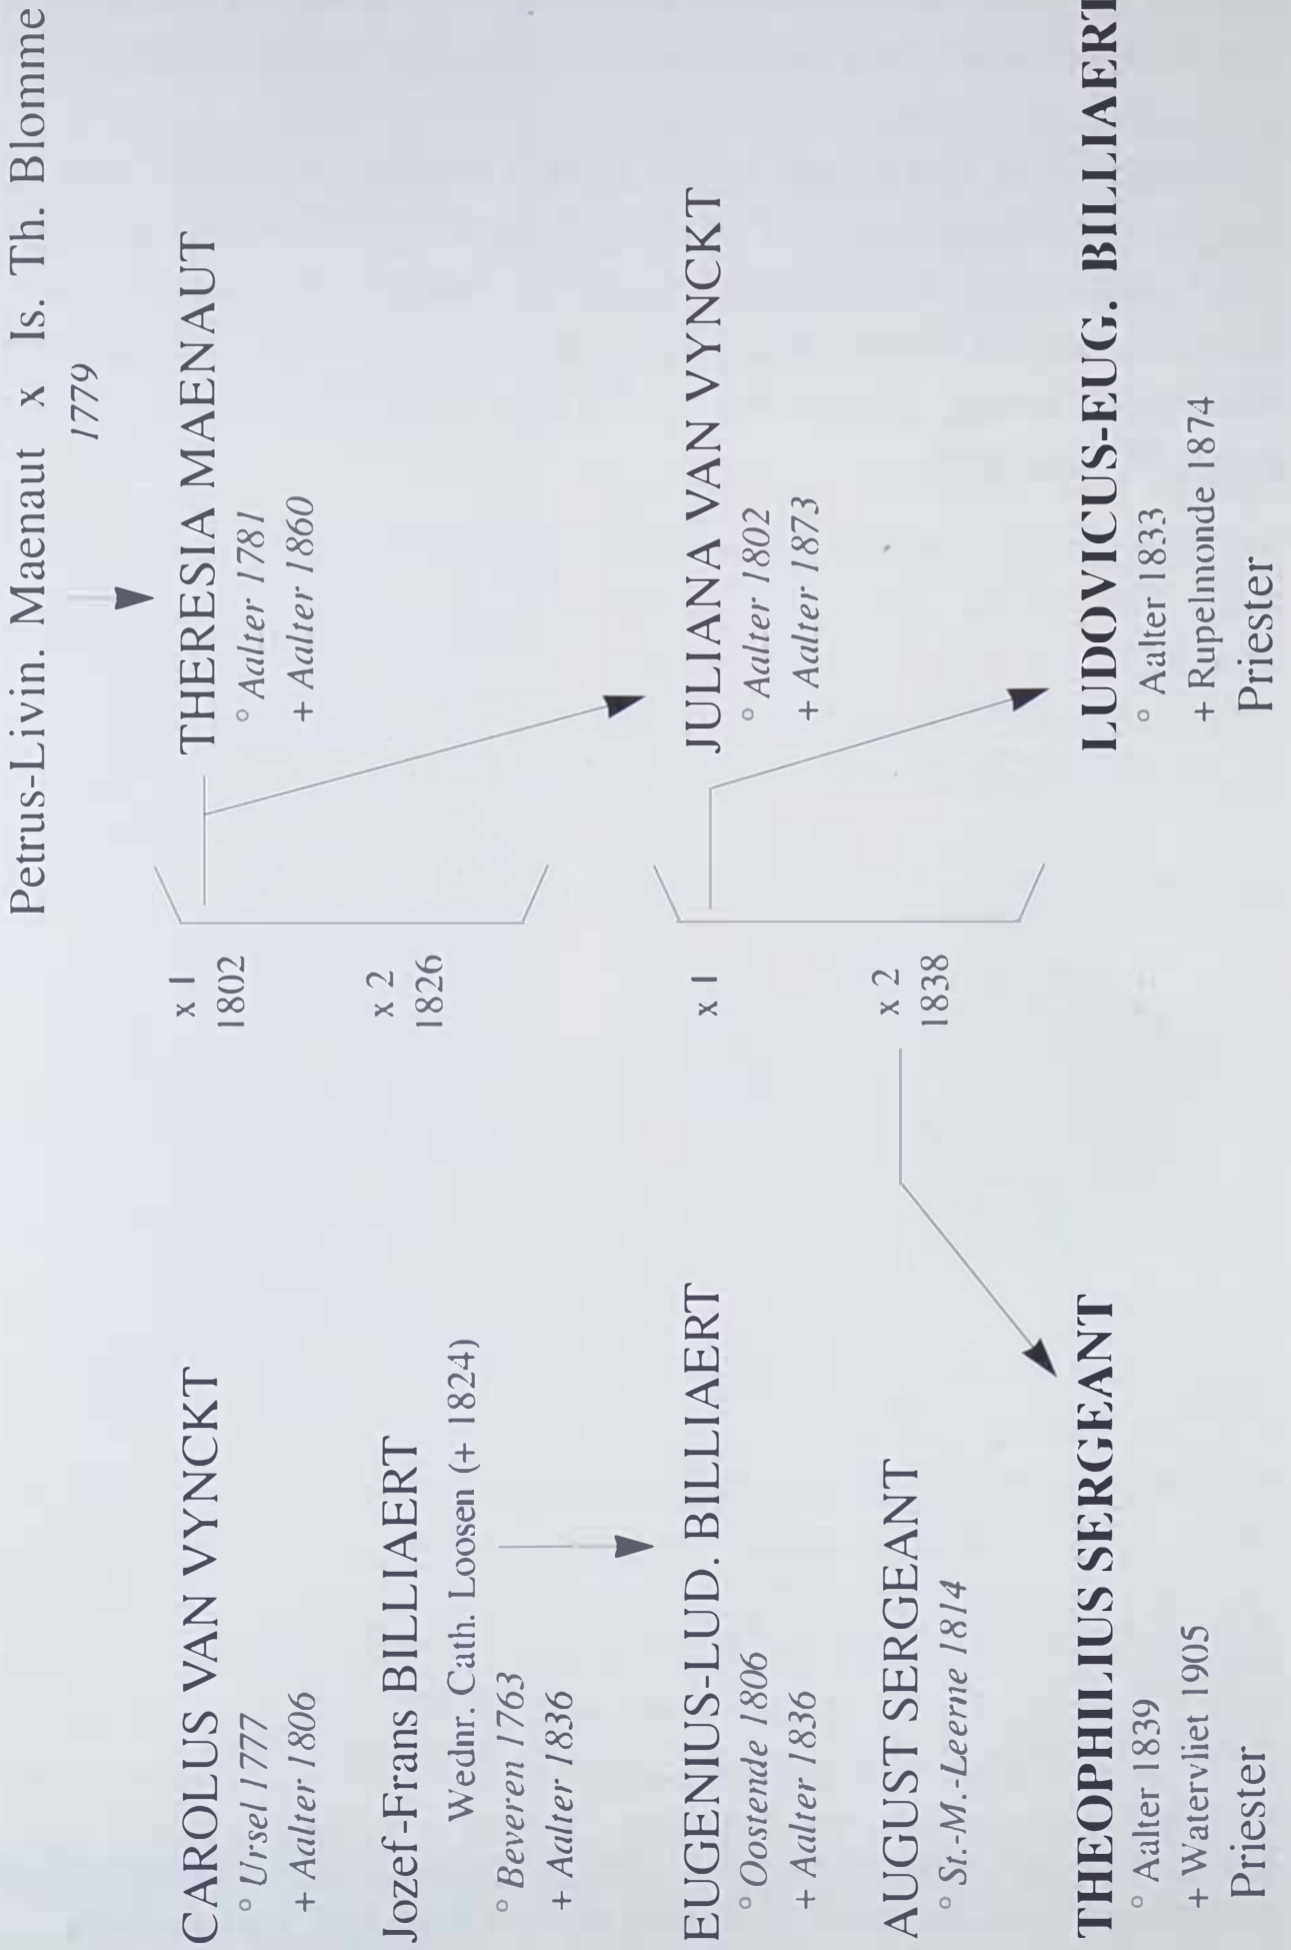 Petrus-Livin. Maenaut x Is. Th. Blomme
1779
CAROLUS VAN VYNCKT
° Ursel 1777
+ Aalter 1806
x 1
1802
THERESIA MAENAUT
° Aalter 1781
+ Aalter 1860
Jozef-Frans BILLIAERT
Wednr. Cath. Loosen (+ 1824)
° Beveren 1763
+ Aalter 1836
x 2
1826
EUGENIUS-LUD. BILLIAERT
° Oostende 1806
+ Aalter 1836
x 1
JULIANA VAN VYNCKT
° Aalter 1802
+ Aalter 1873
AUGUST SERGEANT
° St.-M.-Leerne 1814
x 2
1838
THEOPHILIUS SERGEANT
° Aalter 1839
+ Watervliet 1905
Priester
LUDOVICUS-EUG. BILLIAERT
° Aalter 1833
+ Rupelmonde 1874
Priester